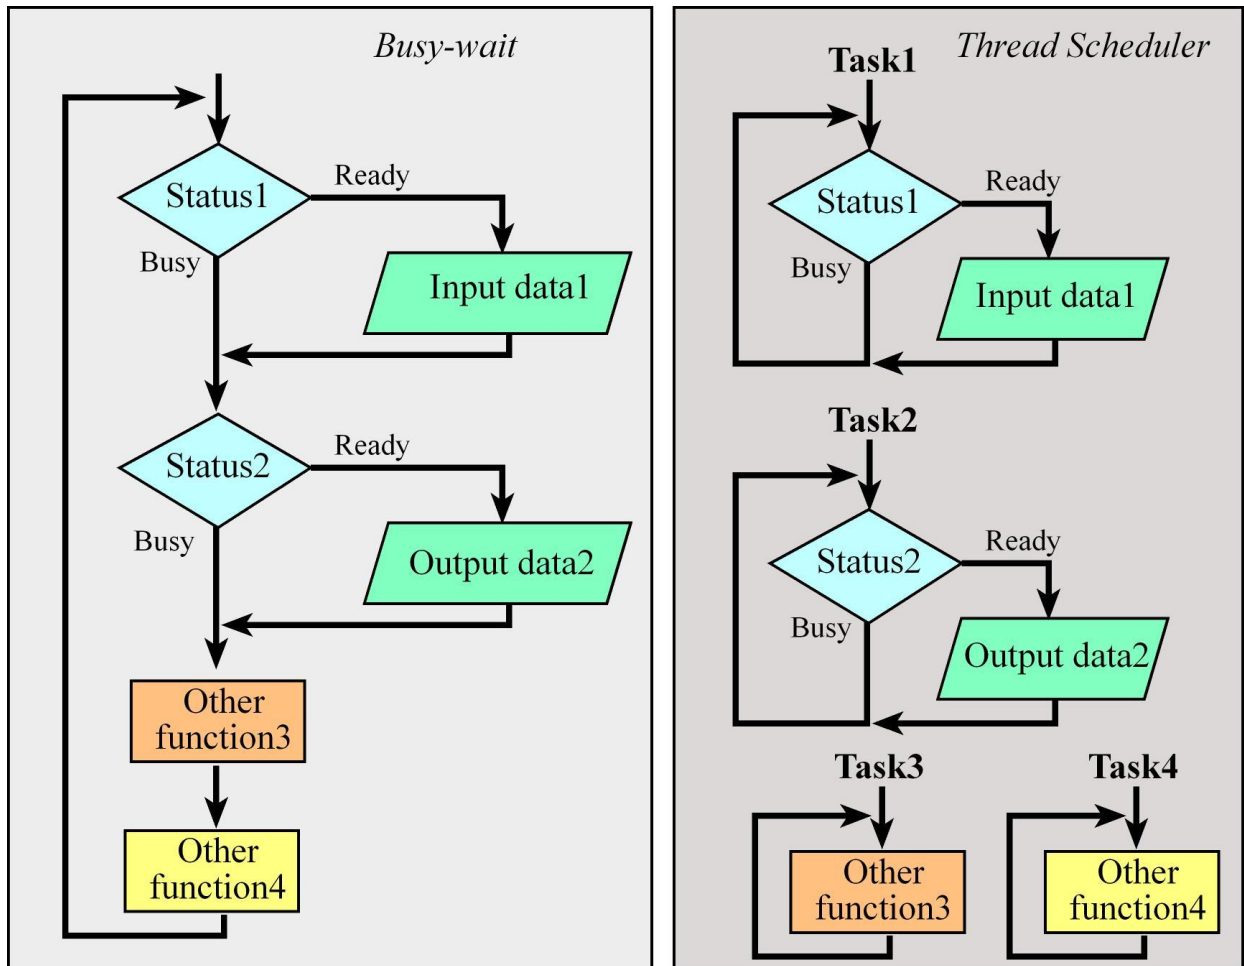 Busy-wait
Status1
Ready
Busy
Input data1
Status2
Ready
Busy
Output data2
Other
function3
Other
function4
Thread Scheduler
Task1
Status1
Ready
Busy
Input data1
Task2
Status2
Ready
Busy
Output data2
Task3
Other
function3
Task4
Other
function4